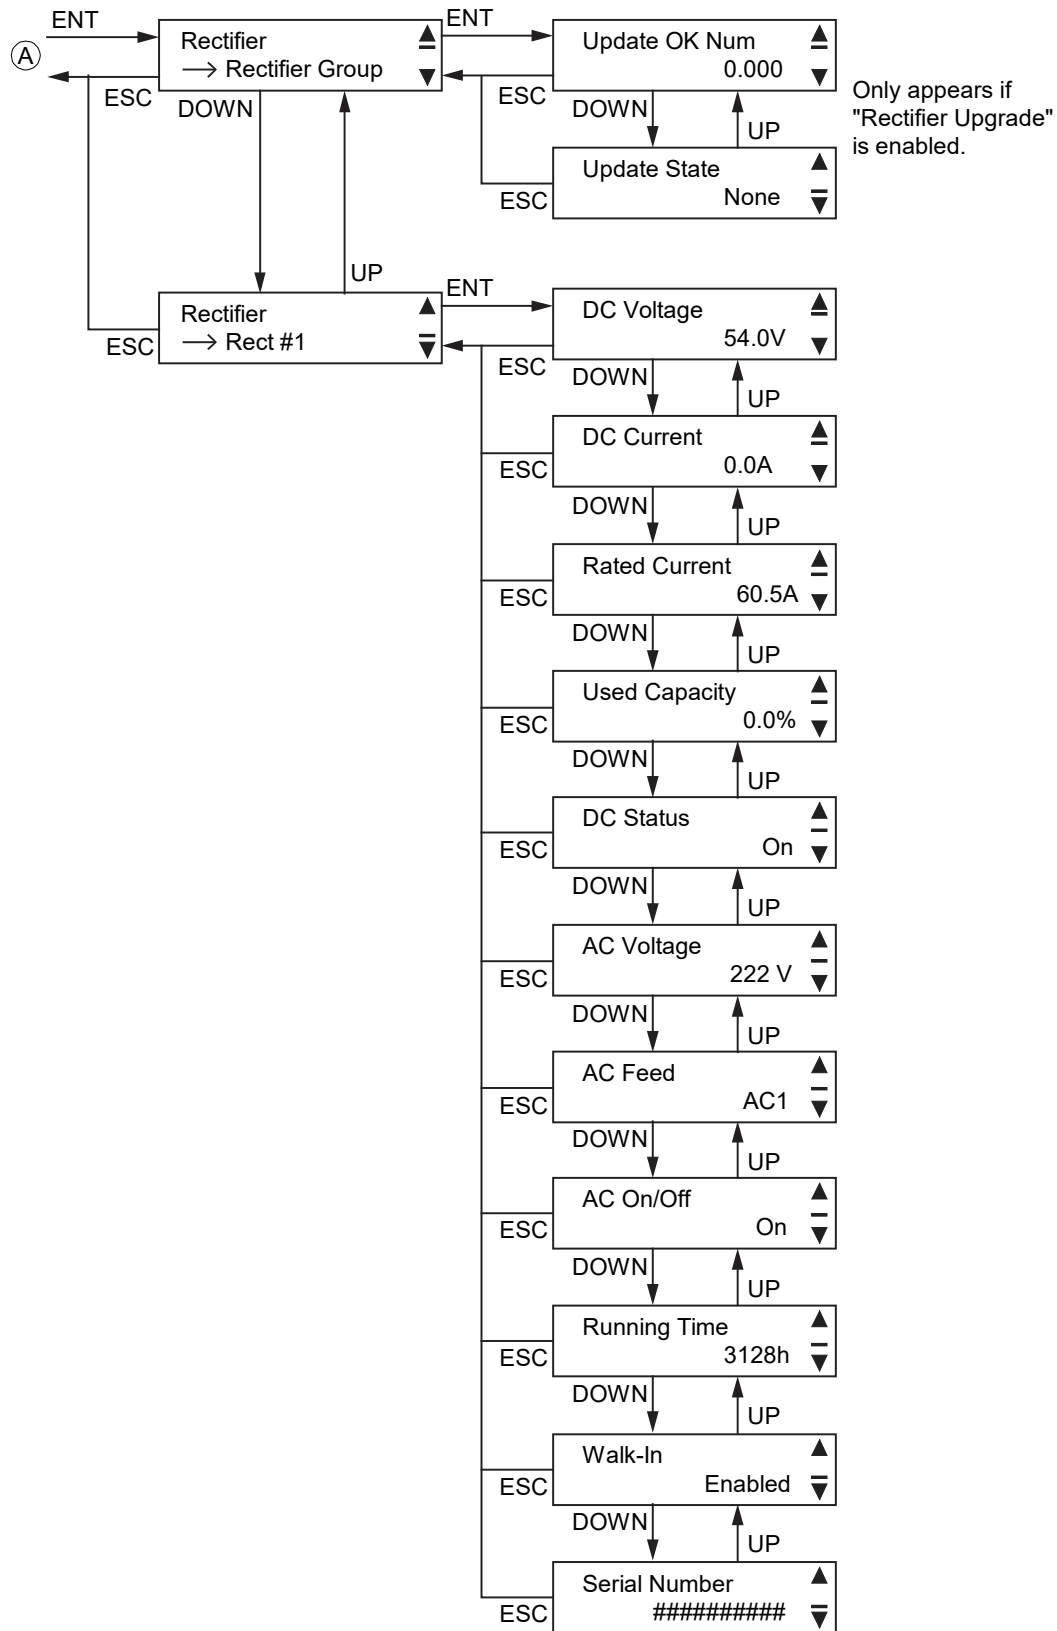 ENT
A
ESC
Rectifier
→ Rectifier Group
ENT
ESC
DOWN
UP
Update OK Num
0.000
DOWN
UP
Only appears if
"Rectifier Upgrade"
is enabled.
Update State
None
ESC
Rectifier
→ Rect #1
ESC
ENT
ESC
DC Voltage
54.0V
DOWN
UP
DC Current
0.0A
ESC
DOWN
UP
Rated Current
60.5A
ESC
DOWN
UP
Used Capacity
0.0%
ESC
DOWN
UP
DC Status
On
ESC
DOWN
UP
AC Voltage
222 V
ESC
DOWN
UP
AC Feed
AC1
ESC
DOWN
UP
AC On/Off
On
ESC
DOWN
UP
Running Time
3128h
ESC
DOWN
UP
Walk-In
Enabled
ESC
DOWN
UP
Serial Number
##########
ESC